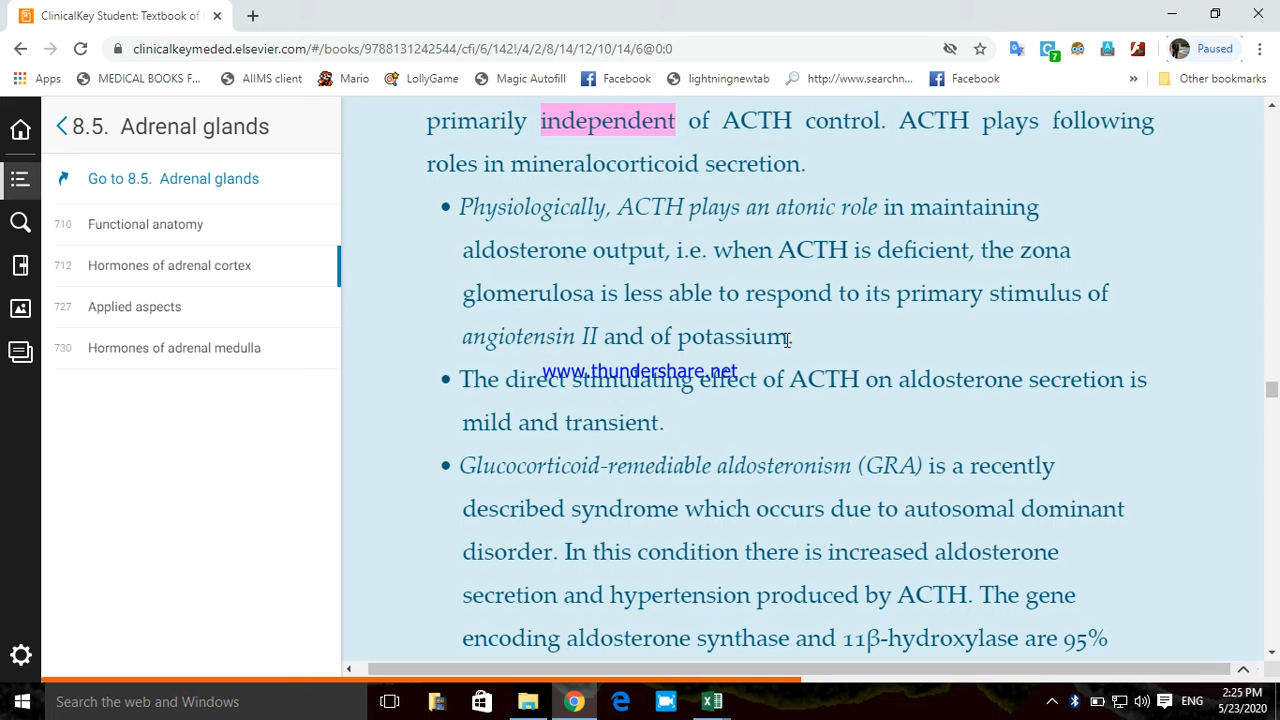 ClinicalKey Student: Textbook of
clinicalkeymeded.elsevier.com/#/books/9788131242544/cfi/6/142!/4/2/8/14/12/10/14/6@0:0
7
Paused
Apps
MEDICAL BOOKS F...
AIIMS client
Mario
LollyGame
Magic Autofill
Facebook
lightningnewtab
http://www.searchn...
Facebook
»
Other bookmarks
8.5. Adrenal glands
Go to 8.5. Adrenal glands
710 Functional anatomy
712 Hormones of adrenal cortex
727 Applied aspects
730 Hormones of adrenal medulla
primarily independent of ACTH control. ACTH plays following
roles in mineralocorticoid secretion.
• Physiologically, ACTH plays an atonic role in maintaining
aldosterone output, i.e. when ACTH is deficient, the zona
glomerulosa is less able to respond to its primary stimulus of
angiotensin II and of potassium.
www.thundershare.net
• The direct stimulating effect of ACTH on aldosterone secretion is
mild and transient.
• Glucocorticoid-remediable aldosteronism (GRA) is a recently
described syndrome which occurs due to autosomal dominant
disorder. In this condition there is increased aldosterone
secretion and hypertension produced by ACTH. The gene
encoding aldosterone synthase and 11β-hydroxylase are 95%
Search the web and Windows
ENG
2:25 PM
5/23/2020